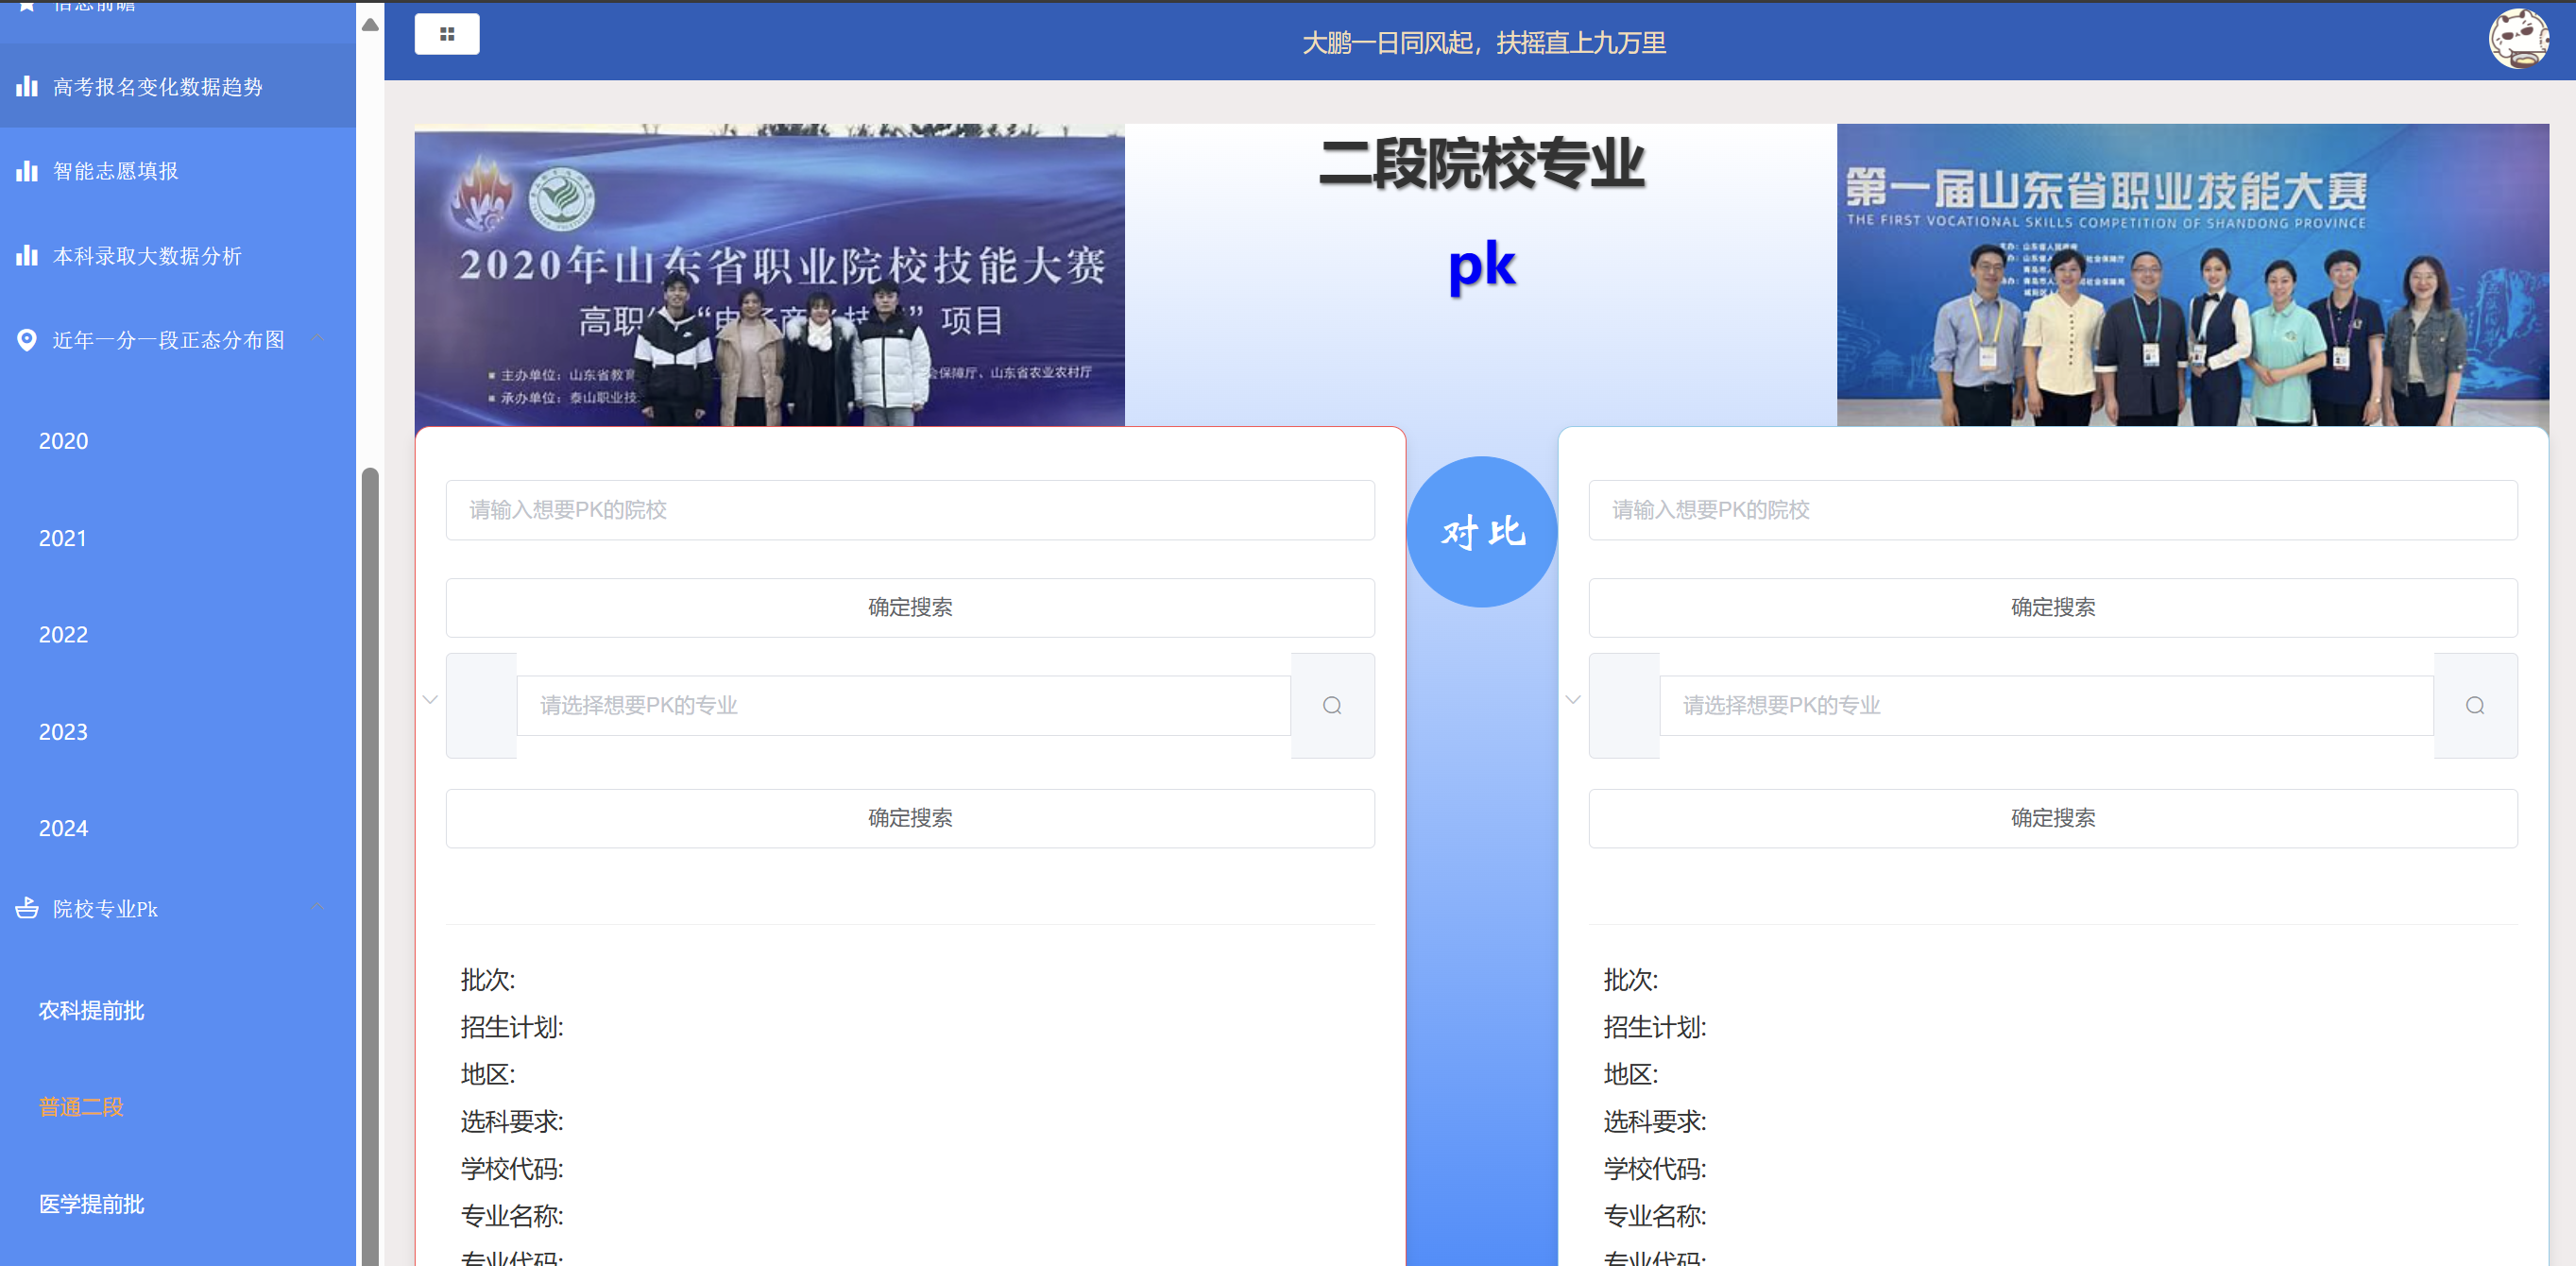 信息前瞻
高考报名变化数据趋势
智能志愿填报
本科录取大数据分析
近年一分一段正态分布图
2020
2021
2022
2023
2024
院校专业Pk
农科提前批
普通二段
医学提前批
大鹏一日同风起，扶摇直上九万里
2020年山东省职业院校技能大赛
高职组“电子商务技能”项目
主办单位：山东省教育 会保障厅、山东省农业农村厅
承办单位：泰山职业技
二段院校专业
pk
第一届山东省职业技能大赛
THE FIRST VOCATIONAL SKILLS COMPETITION OF SHANDONG PROVINCE
请输入想要PK的院校
确定搜索
请选择想要PK的专业
确定搜索
批次:
招生计划:
地区:
选科要求:
学校代码:
专业名称:
专业代码:
对比
请输入想要PK的院校
确定搜索
请选择想要PK的专业
确定搜索
批次:
招生计划:
地区:
选科要求:
学校代码:
专业名称:
专业代码: